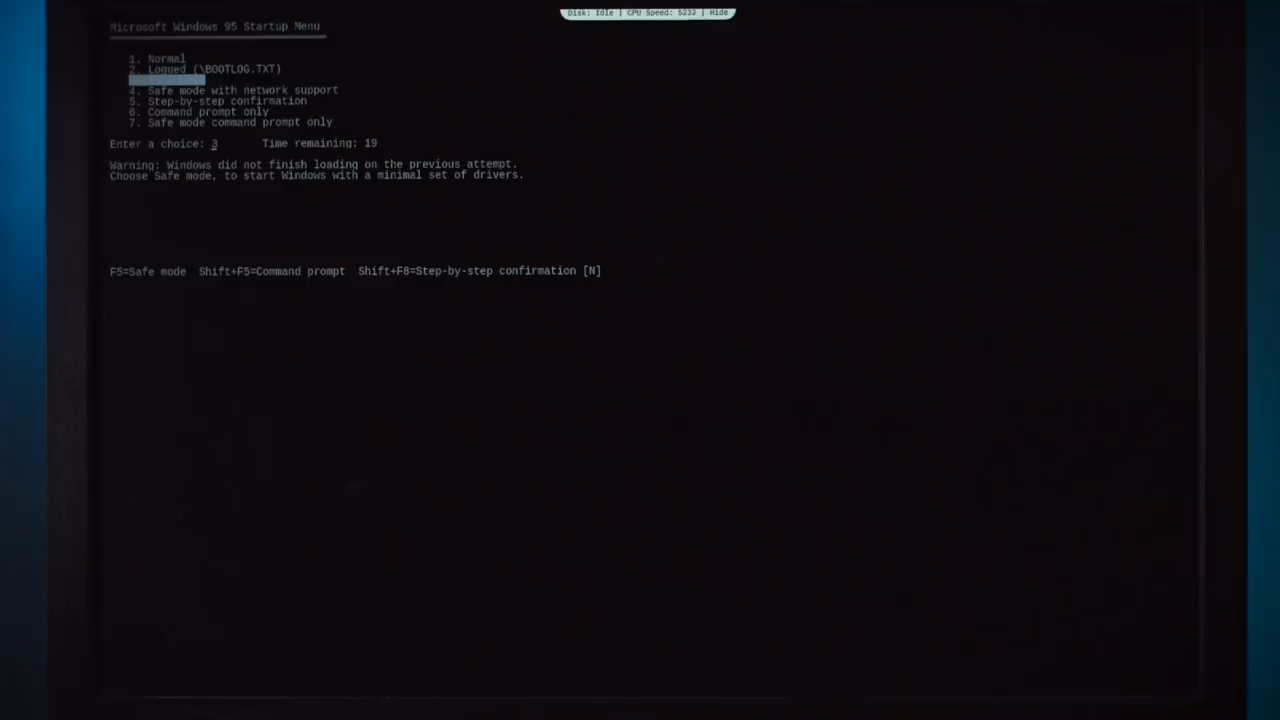 Disk: Idle | CPU Speed: 5233 | Hide
Microsoft Windows 95 Startup Menu
1. Normal
2. Logged (\BOOTLOG.TXT)
4. Safe mode with network support
5. Step-by-step confirmation
6. Command prompt only
7. Safe mode command prompt only
Enter a choice: 3 Time remaining: 19
Warning: Windows did not finish loading on the previous attempt.
Choose Safe mode, to start Windows with a minimal set of drivers.
F5=Safe mode Shift+F5=Command prompt Shift+F8=Step-by-step confirmation [N]